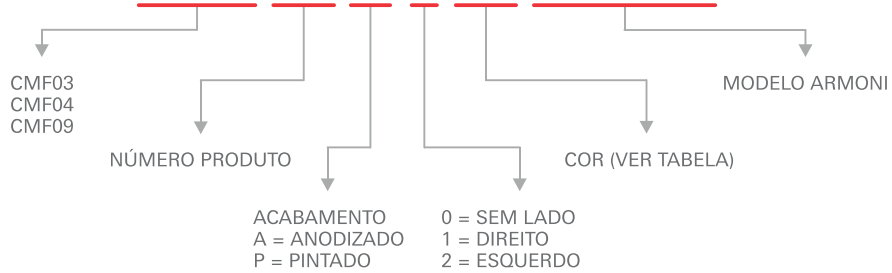 CMF03
CMF04
CMF09
MODELO ARMONI
NÚMERO PRODUTO
COR (VER TABELA)
ACABAMENTO
A = ANODIZADO
P = PINTADO
0 = SEM LADO
1 = DIREITO
2 = ESQUERDO